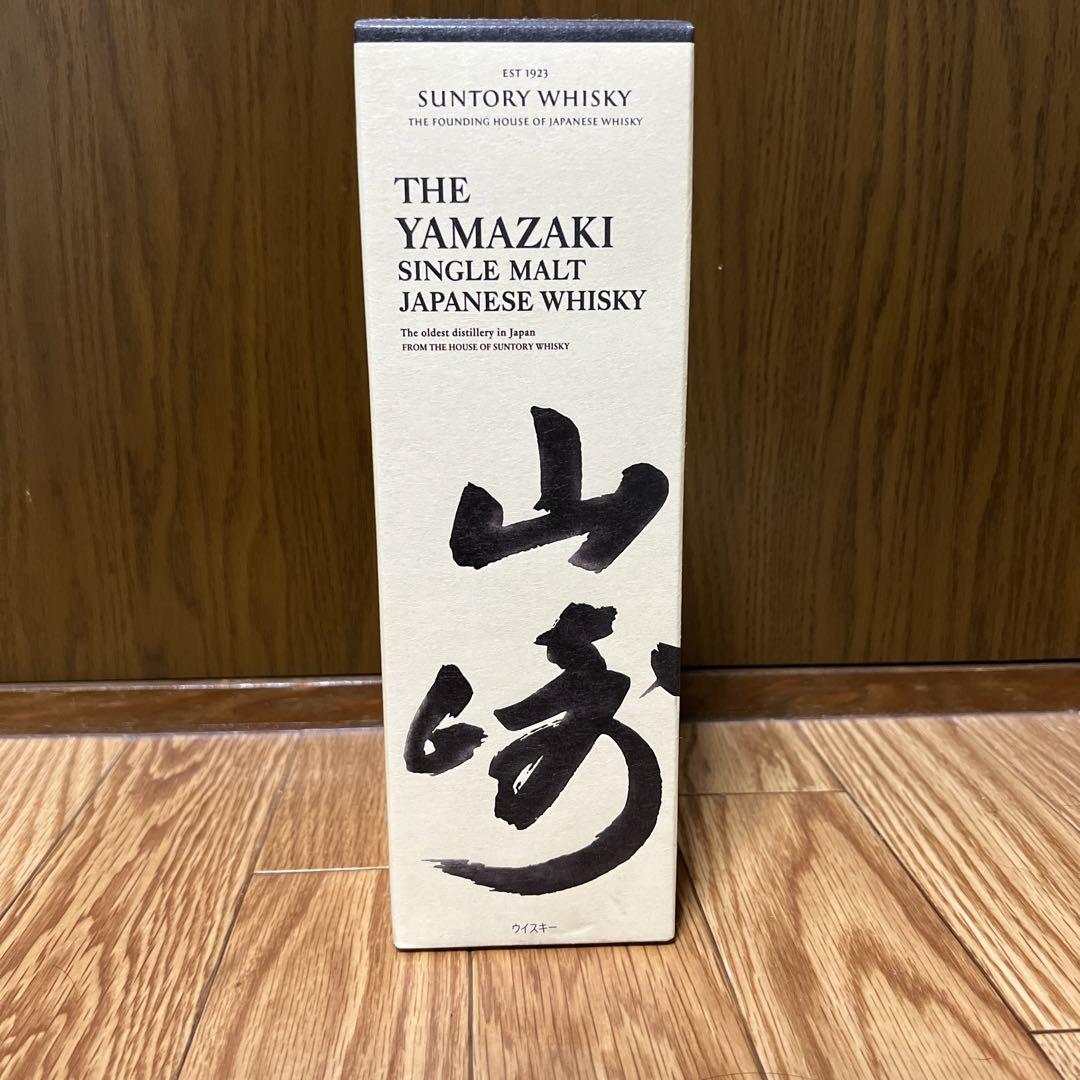 EST 1923
SUNTORY WHISKY
THE FOUNDING HOUSE OF JAPANESE WHISKY
THE
YAMAZAKI
SINGLE MALT
JAPANESE WHISKY
The oldest distillery in Japan
FROM THE HOUSE OF SUNTORY WHISKY
山
崎
ウイスキー